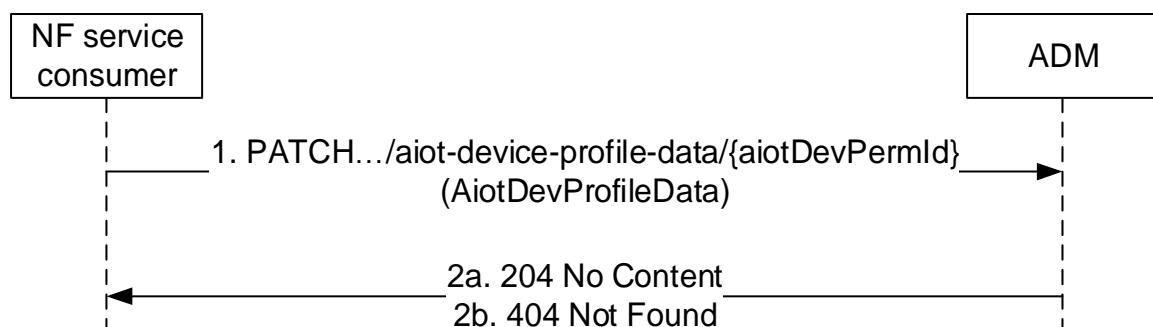 NF service
consumer
ADM
1. PATCH…/aiot-device-profile-data/{aiotDevPermId}
(AiotDevProfileData)
2a. 204 No Content
2b. 404 Not Found